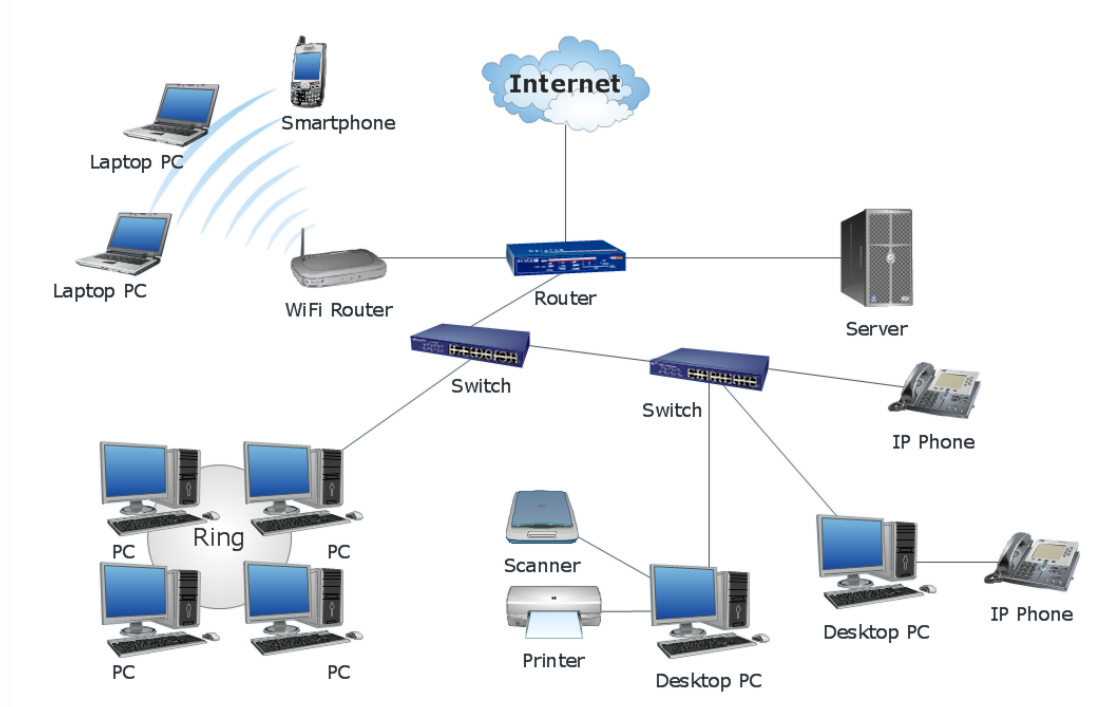 Internet
Smartphone
Laptop PC
Laptop PC
WiFi Router
Router
Server
Switch
Switch
IP Phone
Ring
PC
PC
PC
PC
Scanner
Printer
Desktop PC
Desktop PC
IP Phone